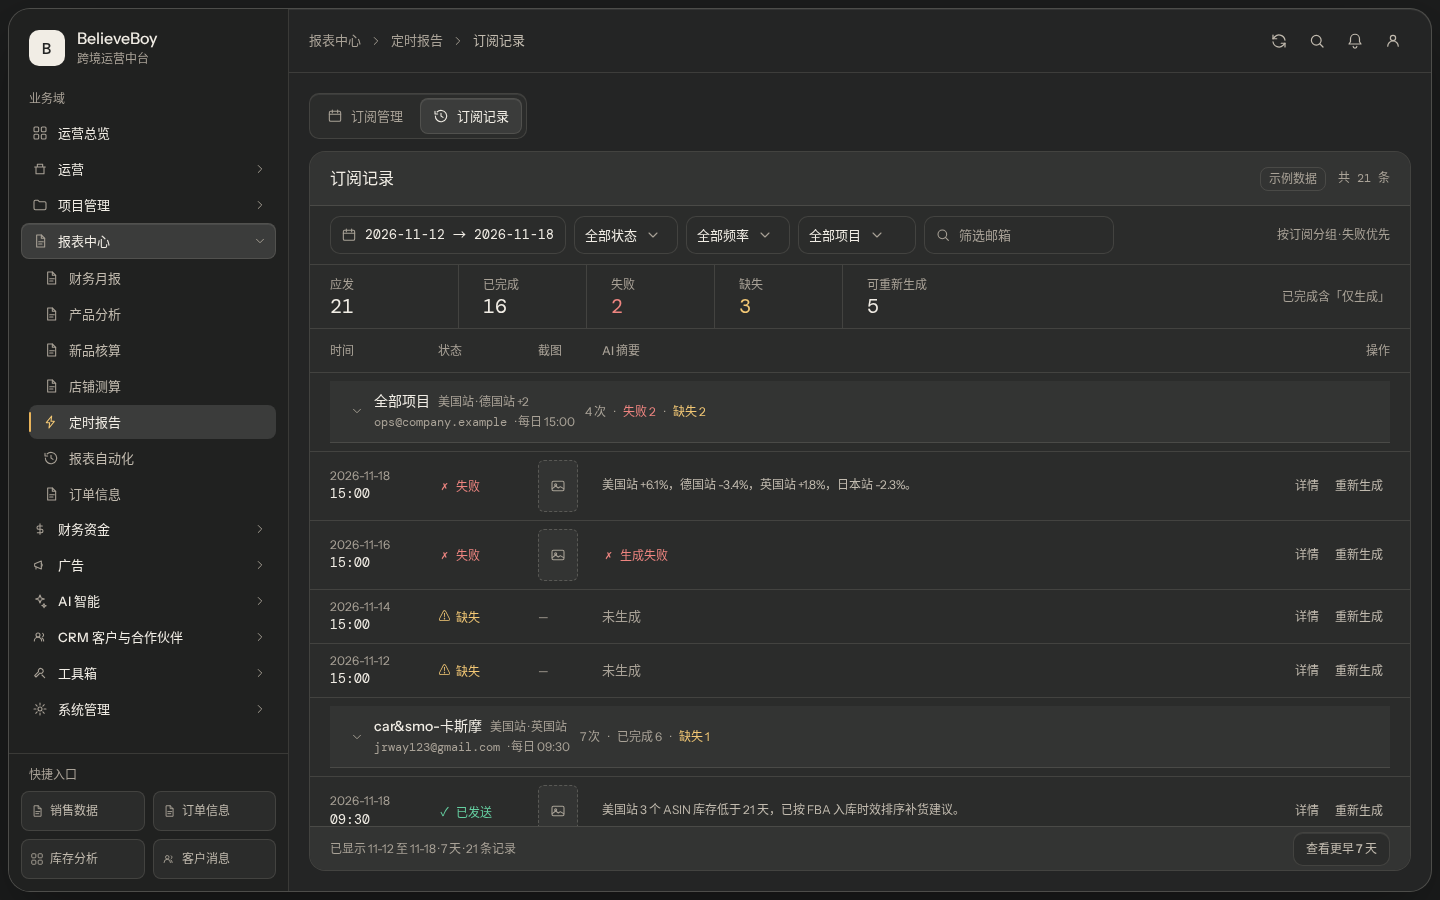 B
BelieveBoy
跨境运营中台
业务域
运营总览
运营
项目管理
报表中心
财务月报
产品分析
新品核算
店铺测算
定时报告
报表自动化
订单信息
财务资金
广告
AI 智能
CRM 客户与合作伙伴
工具箱
系统管理
快捷入口
销售数据 订单信息
库存分析 客户消息
报表中心 > 定时报告 > 订阅记录
订阅管理 订阅记录
订阅记录 示例数据 共 21 条
2026-11-12 → 2026-11-18 全部状态 全部频率 全部项目 筛选邮箱 按订阅分组·失败优先
应发 已完成 失败 缺失 可重新生成
21 16 2 3 5
已完成含「仅生成」
时间 状态 截图 AI 摘要 操作
全部项目 美国站·德国站 +2
ops@company.example ·每日 15:00
4 次 · 失败 2 · 缺失 2
2026-11-18
15:00
✗ 失败 美国站 +6.1%，德国站 -3.4%，英国站 +1.8%，日本站 -2.3%。 详情 重新生成
2026-11-16
15:00
✗ 失败 ✗ 生成失败 详情 重新生成
2026-11-14
15:00
缺失 — 未生成 详情 重新生成
2026-11-12
15:00
缺失 — 未生成 详情 重新生成
car&smo-卡斯摩 美国站·英国站
jrway123@gmail.com ·每日 09:30
7 次 · 已完成 6 · 缺失 1
2026-11-18
09:30
✓ 已发送 美国站 3 个 ASIN 库存低于 21 天，已按 FBA 入库时效排序补货建议。 详情 重新生成
已显示 11-12 至 11-18·7 天·21 条记录 查看更早 7 天